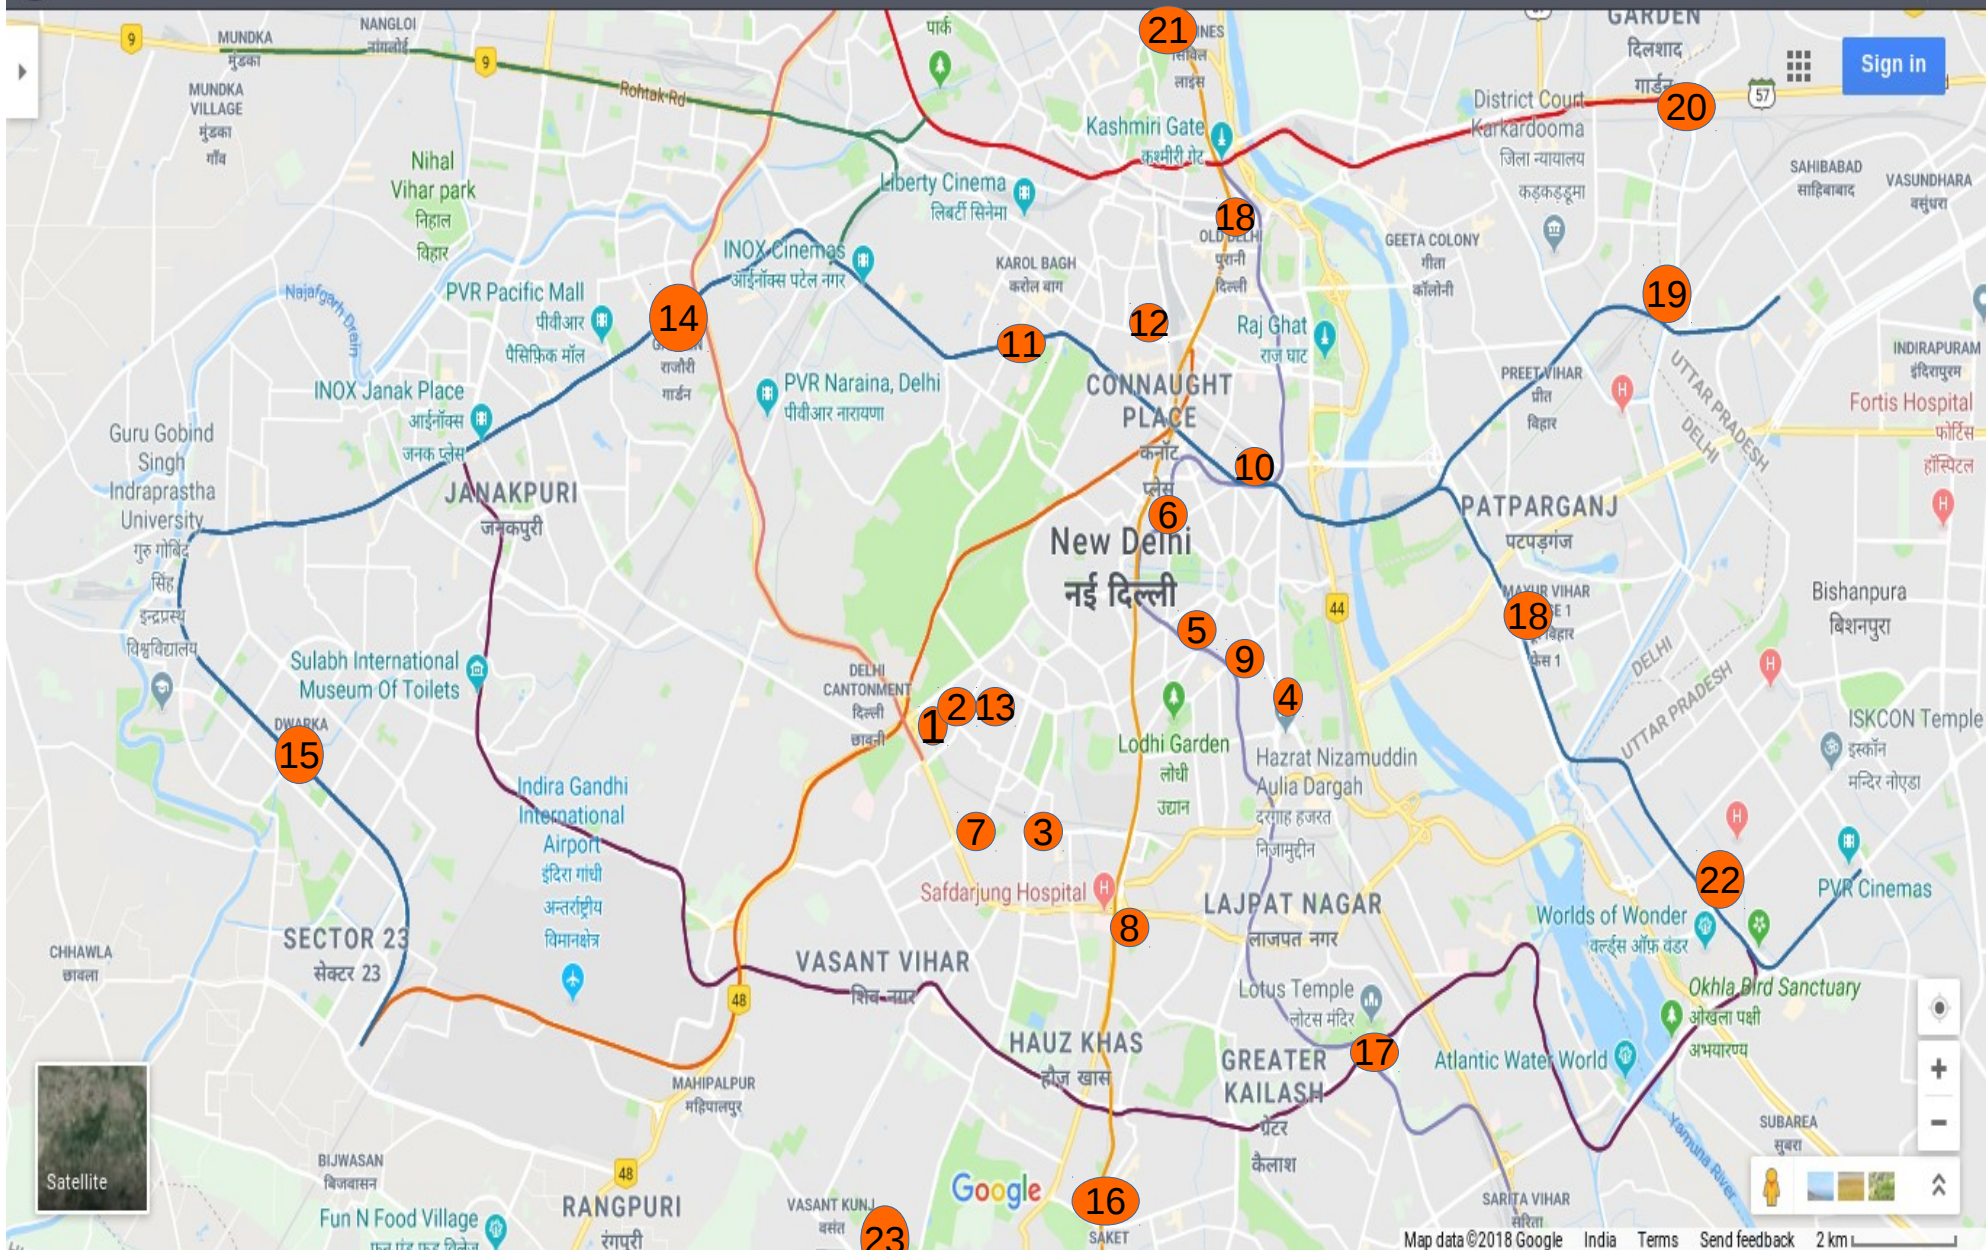 NANGLOI
नांगलोई
MUNDKA
मुंडका
9
9
MUNDKA
VILLAGE
मुंडका
गाँव
Rohtak Rd
पार्क
21
INES
सिविल
लाइंस
GARDEN
दिलशाद
गार्डन
Sign in
57
20
District Court
Karkardooma
जिला न्यायालय
कड़कड़डूमा
Kashmiri Gate
कश्मीरी गेट
SAHIBABAD
साहिबाबाद
VASUNDHARA
वसुंधरा
Nihal
Vihar park
निहाल
विहार
Liberty Cinema
लिबर्टी सिनेमा
18
OLD DELHI
पुरानी
दिल्ली
GEETA COLONY
गीता
कॉलोनी
INOX Cinemas
आईनॉक्स पटेल नगर
KAROL BAGH
करोल बाग
Najafgarh Drain
PVR Pacific Mall
पीवीआर
पैसिफ़िक मॉल
14
राजौरी
गार्डन
11
12
Raj Ghat
राज घाट
19
INDIRAPURAM
इंदिरापुरम
UTTAR PRADESH
DELHI
PREET VIHAR
प्रीत
विहार
Fortis Hospital
फोर्टिस
हॉस्पिटल
INOX Janak Place
आईनॉक्स
जनक प्लेस
PVR Naraina, Delhi
पीवीआर नारायणा
CONNAUGHT
PLACE
कनॉट
प्लेस
10
Guru Gobind
Singh
Indraprastha
University
गुरु गोबिंद
सिंह
इन्द्रप्रस्थ
विश्वविद्यालय
JANAKPURI
जनकपुरी
6
New Delhi
नई दिल्ली
PATPARGANJ
पटपड़गंज
44
MAYUR VIHAR
18
विहार
फेस 1
Bishanpura
बिशनपुरा
5
9
DELHI
UTTAR PRADESH
Sulabh International
Museum Of Toilets
DELHI
CANTONMENT
दिल्ली
छावनी
1
2
13
4
Lodhi Garden
लोधी
उद्यान
Hazrat Nizamuddin
Aulia Dargah
दरगाह हजरत
निज़ामुद्दीन
ISKCON Temple
इस्कॉन
मन्दिर नोएडा
DWARKA
15
Indira Gandhi
International
Airport
इंदिरा गांधी
अन्तर्राष्ट्रीय
विमानक्षेत्र
7
3
Safdarjung Hospital
8
LAJPAT NAGAR
लाजपत नगर
22
PVR Cinemas
Worlds of Wonder
वर्ल्ड्स ऑफ़ वंडर
CHHAWLA
छावला
SECTOR 23
सेक्टर 23
VASANT VIHAR
शिव नगर
48
Lotus Temple
लोटस मंदिर
Okhla Bird Sanctuary
ओखला पक्षी
अभयारण्य
HAUZ KHAS
हौज़ खास
17
GREATER
KAILASH
ग्रेटर
कैलाश
Atlantic Water World
MAHIPALPUR
महिपालपुर
Yamuna River
SUBAREA
सुबरा
BIJWASAN
बिजवासन
48
Satellite
RANGPURI
रंगपुरी
Fun N Food Village
VASANT KUNJ
वसंत
23
Google
16
SAKET
SARITA VIHAR
सरिता
Map data ©2018 Google India Terms Send feedback 2 km